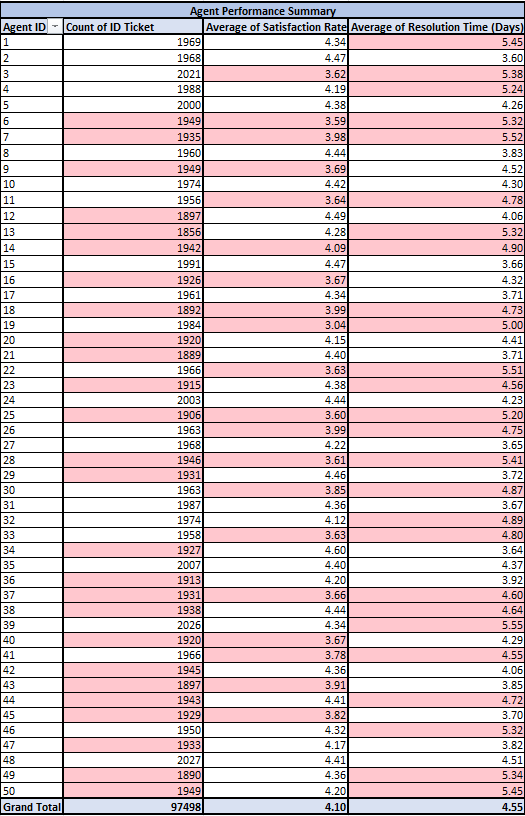 Agent Performance Summary
Agent ID Count of ID Ticket Average of Satisfaction Rate Average of Resolution Time (Days)
1 1969 4.34 5.45
2 1968 4.47 3.60
3 2021 3.62 5.38
4 1988 4.19 5.24
5 2000 4.38 4.26
6 1949 3.59 5.32
7 1935 3.98 5.52
8 1960 4.44 3.83
9 1949 3.69 4.52
10 1974 4.42 4.30
11 1956 3.64 4.78
12 1897 4.49 4.06
13 1856 4.28 5.32
14 1942 4.09 4.90
15 1991 4.47 3.66
16 1926 3.67 4.32
17 1961 4.34 3.71
18 1892 3.99 4.73
19 1984 3.04 5.00
20 1920 4.15 4.41
21 1889 4.40 3.71
22 1966 3.63 5.51
23 1915 4.38 4.56
24 2003 4.44 4.23
25 1906 3.60 5.20
26 1963 3.99 4.75
27 1968 4.22 3.65
28 1946 3.61 5.41
29 1931 4.46 3.72
30 1963 3.85 4.87
31 1987 4.36 3.67
32 1974 4.12 4.89
33 1958 3.63 4.80
34 1927 4.60 3.64
35 2007 4.40 4.37
36 1913 4.20 3.92
37 1931 3.66 4.60
38 1938 4.44 4.64
39 2026 4.34 5.55
40 1920 3.67 4.29
41 1966 3.78 4.55
42 1945 4.36 4.06
43 1897 3.91 3.85
44 1943 4.41 4.72
45 1929 3.82 3.70
46 1950 4.32 5.32
47 1933 4.17 3.82
48 2027 4.41 4.51
49 1890 4.36 5.34
50 1949 4.20 5.45
Grand Total 97498 4.10 4.55